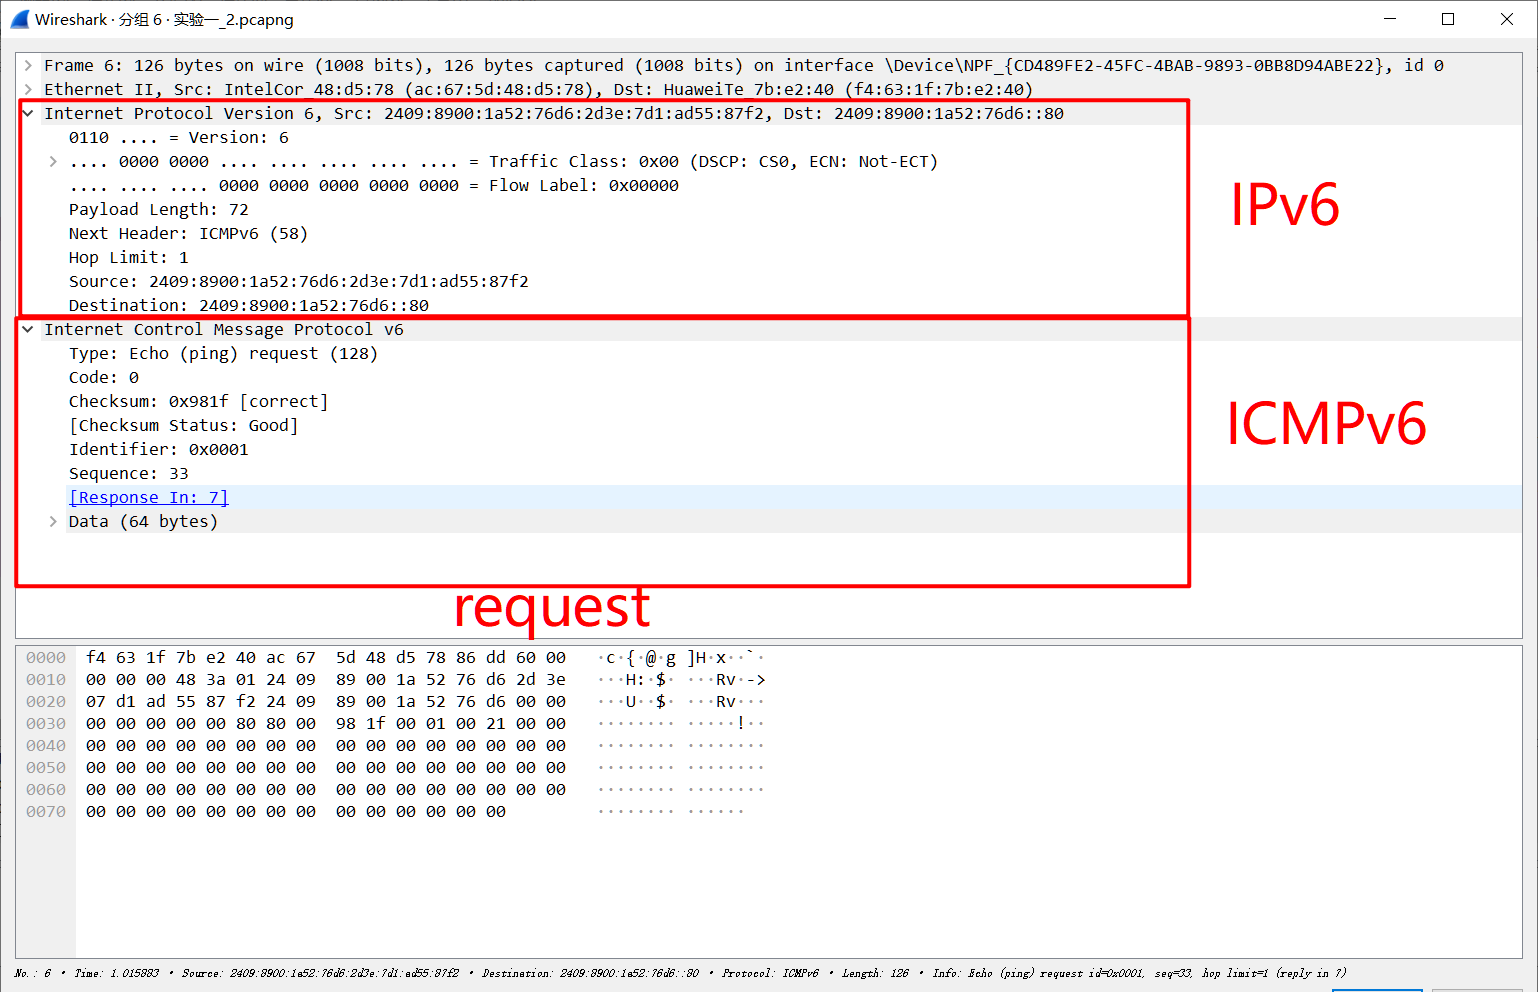 Wireshark · 分组 6 · 实验一_2.pcapng
Frame 6: 126 bytes on wire (1008 bits), 126 bytes captured (1008 bits) on interface \Device\NPF_{CD489FE2-45FC-4BAB-9893-0BB8D94ABE22}, id 0
Ethernet II, Src: IntelCor_48:d5:78 (ac:67:5d:48:d5:78), Dst: HuaweiTe_7b:e2:40 (f4:63:1f:7b:e2:40)
Internet Protocol Version 6, Src: 2409:8900:1a52:76d6:2d3e:7d1:ad55:87f2, Dst: 2409:8900:1a52:76d6::80
0110 .... = Version: 6
.... 0000 0000 .... .... .... .... .... = Traffic Class: 0x00 (DSCP: CS0, ECN: Not-ECT)
.... .... .... 0000 0000 0000 0000 0000 = Flow Label: 0x00000
Payload Length: 72
Next Header: ICMPv6 (58)
Hop Limit: 1
Source: 2409:8900:1a52:76d6:2d3e:7d1:ad55:87f2
Destination: 2409:8900:1a52:76d6::80
IPv6
Internet Control Message Protocol v6
Type: Echo (ping) request (128)
Code: 0
Checksum: 0x981f [correct]
[Checksum Status: Good]
Identifier: 0x0001
Sequence: 33
[Response In: 7]
Data (64 bytes)
ICMPv6
request
0000 f4 63 1f 7b e2 40 ac 67 5d 48 d5 78 86 dd 60 00 ·c·{·@·g ]H·x··`·
0010 00 00 00 48 3a 01 24 09 89 00 1a 52 76 d6 2d 3e ···H:·$· ···Rv·->
0020 07 d1 ad 55 87 f2 24 09 89 00 1a 52 76 d6 00 00 ···U··$· ···Rv···
0030 00 00 00 00 00 80 80 00 98 1f 00 01 00 21 00 00 ········ ·····!··
0040 00 00 00 00 00 00 00 00 00 00 00 00 00 00 00 00 ········ ········
0050 00 00 00 00 00 00 00 00 00 00 00 00 00 00 00 00 ········ ········
0060 00 00 00 00 00 00 00 00 00 00 00 00 00 00 00 00 ········ ········
0070 00 00 00 00 00 00 00 00 00 00 00 00 00 00 ········ ······
No.: 6 · Time: 1.015883 · Source: 2409:8900:1a52:76d6:2d3e:7d1:ad55:87f2 · Destination: 2409:8900:1a52:76d6::80 · Protocol: ICMPv6 · Length: 126 · Info: Echo (ping) request id=0x0001, seq=33, hop limit=1 (reply in 7)